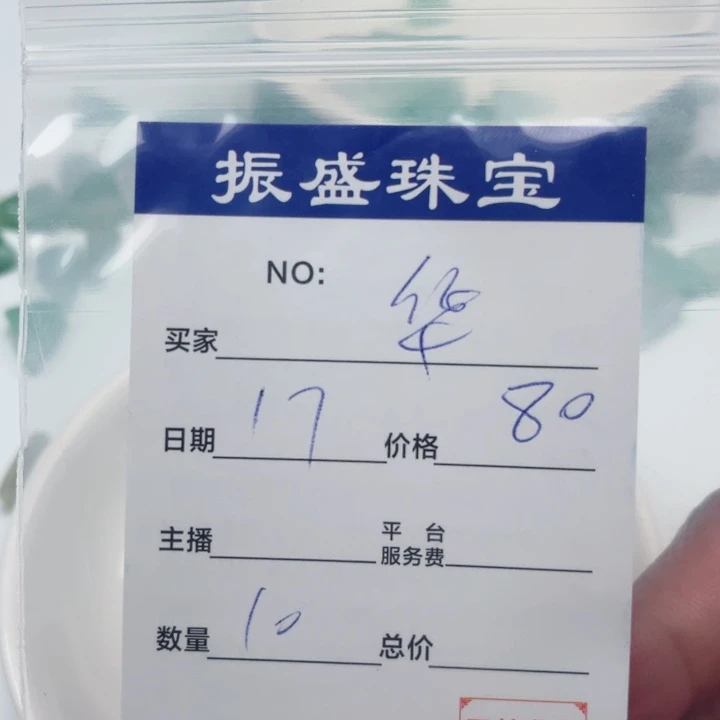 振盛珠宝
NO:
买家 华
日期 17 价格 80
主播 平台服务费
数量 10 总价